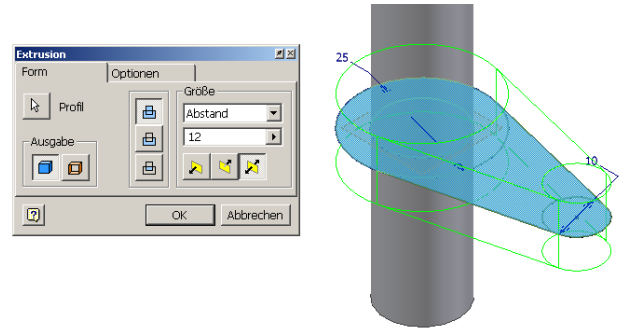 Extrusion
Form
Optionen
Profil
Größe
Abstand
12
Ausgabe
OK
Abbrechen
25
10